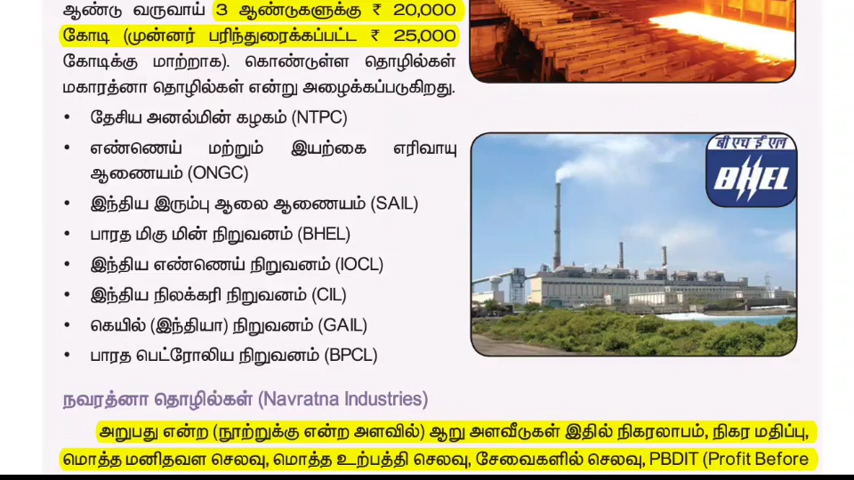 ஆண்டு வருவாய் 3 ஆண்டுகளுக்கு ₹ 20,000
கோடி (முன்னர் பரிந்துரைக்கப்பட்ட ₹ 25,000
கோடிக்கு மாற்றாக). கொண்டுள்ள தொழில்கள்
மகாரத்னா தொழில்கள் என்று அழைக்கப்படுகிறது.
• தேசிய அனல்மின் கழகம் (NTPC)
• எண்ணெய் மற்றும் இயற்கை எரிவாயு
ஆணையம் (ONGC)
• இந்திய இரும்பு ஆலை ஆணையம் (SAIL)
• பாரத மிகு மின் நிறுவனம் (BHEL)
• இந்திய எண்ணெய் நிறுவனம் (IOCL)
• இந்திய நிலக்கரி நிறுவனம் (CIL)
• கெயில் (இந்தியா) நிறுவனம் (GAIL)
• பாரத பெட்ரோலிய நிறுவனம் (BPCL)
बी एच ई एल
BHEL
நவரத்னா தொழில்கள் (Navratna Industries)
அறுபது என்ற (நூற்றுக்கு என்ற அளவில்) ஆறு அளவீடுகள் இதில் நிகரலாபம், நிகர மதிப்பு,
மொத்த மனிதவள செலவு, மொத்த உற்பத்தி செலவு, சேவைகளில் செலவு, PBDIT (Profit Before